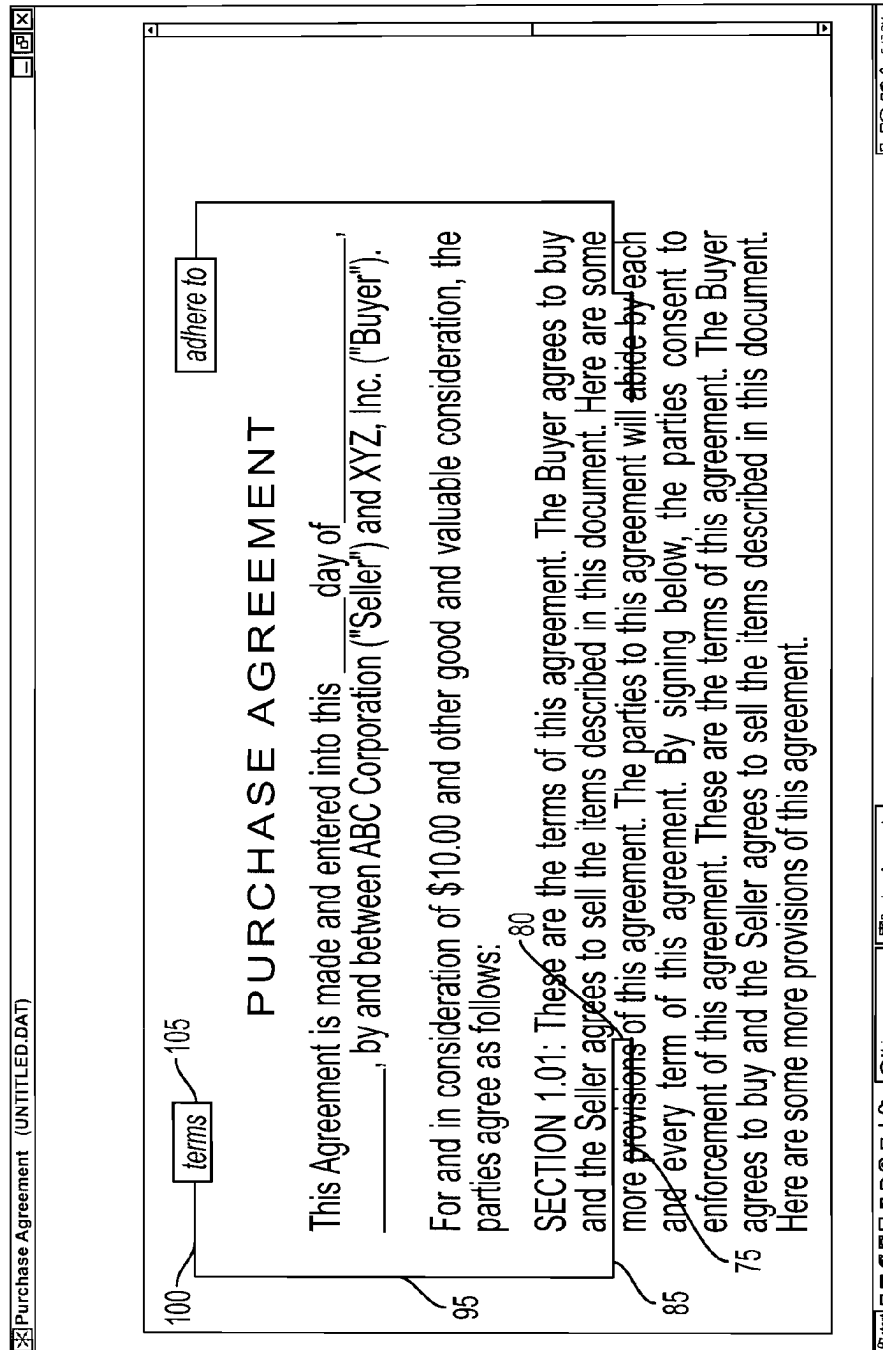 Purchase Agreement (UNTITLED.DAT)
100
terms
105
adhere to
PURCHASE AGREEMENT
This Agreement is made and entered into this ____ day of ____________,
____________, by and between ABC Corporation ("Seller") and XYZ, Inc. ("Buyer").
95
For and in consideration of $10.00 and other good and valuable consideration, the
parties agree as follows:
80
SECTION 1.01: These are the terms of this agreement. The Buyer agrees to buy
and the Seller agrees to sell the items described in this document. Here are some
more provisions of this agreement. The parties to this agreement will abide by each
and every term of this agreement. By signing below, the parties consent to
enforcement of this agreement. These are the terms of this agreement. The Buyer
agrees to buy and the Seller agrees to sell the items described in this document.
Here are some more provisions of this agreement.
85
75